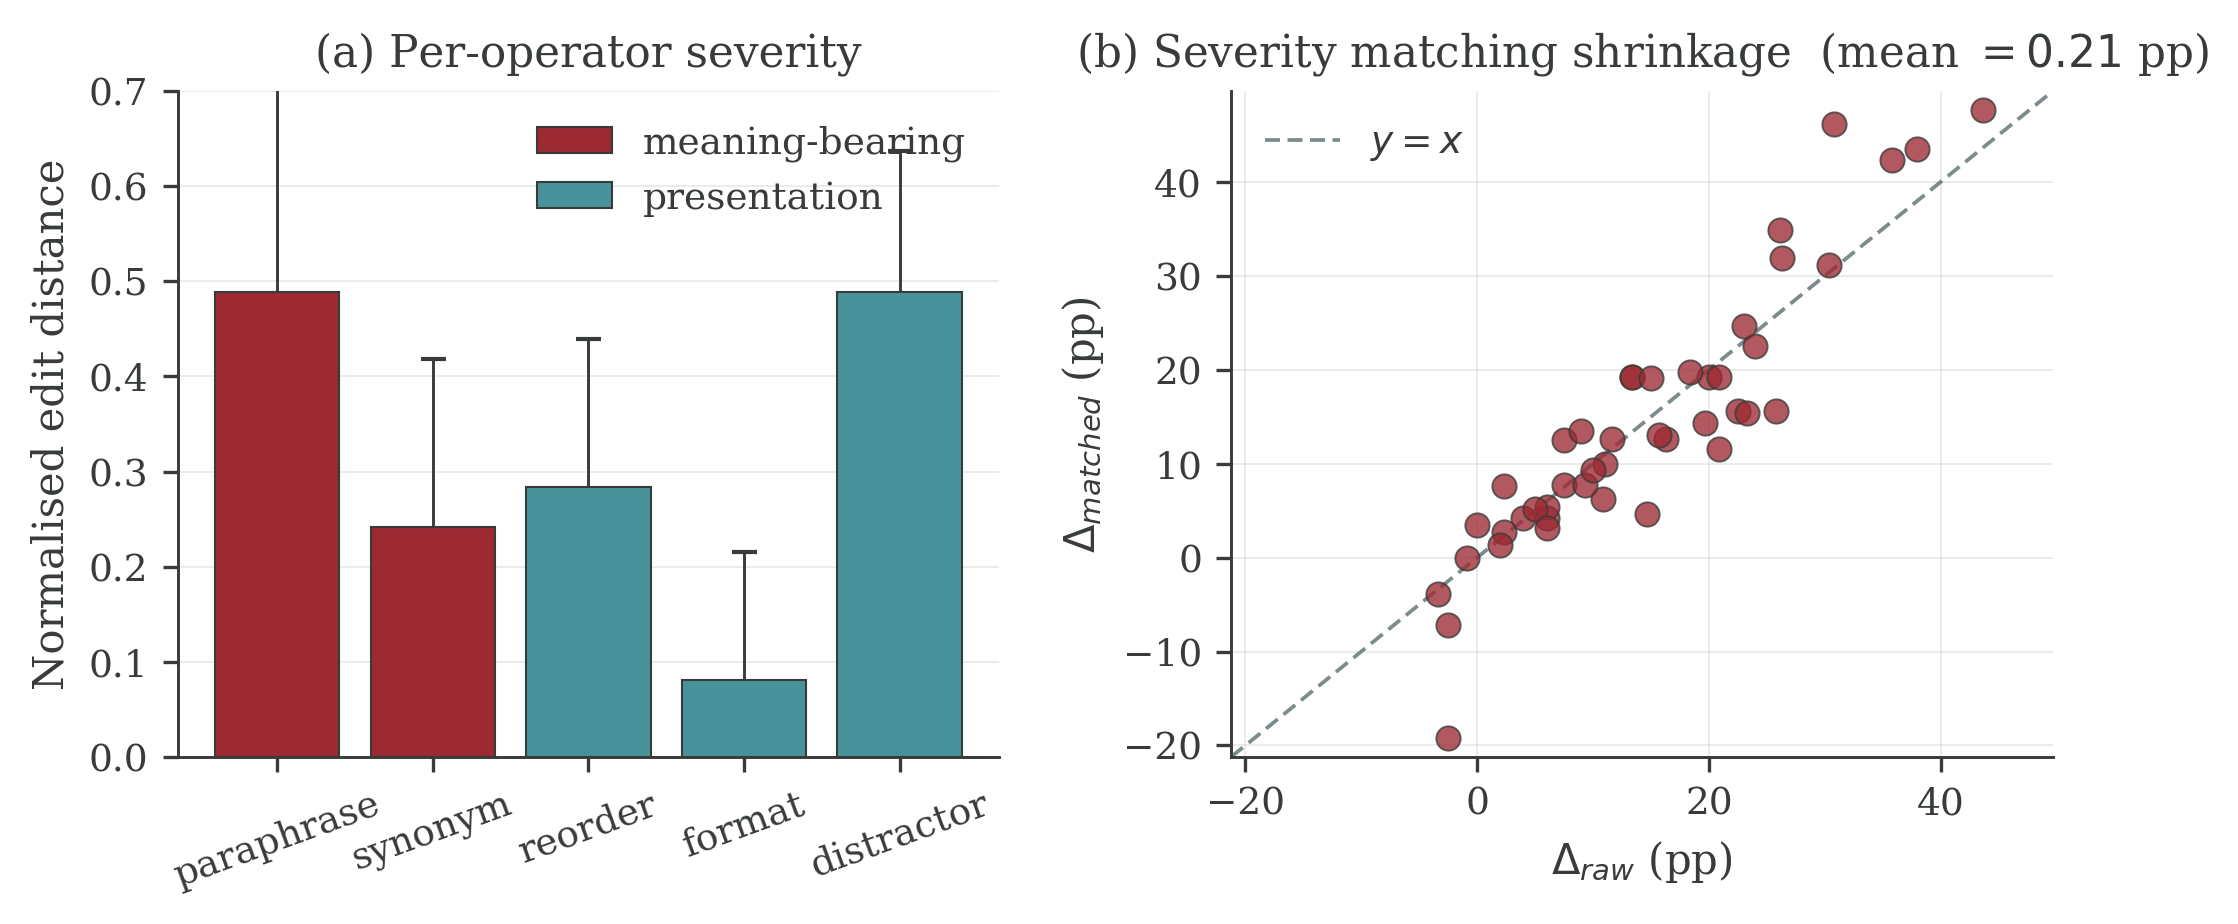 (a) Per-operator severity
Normalised edit distance
0.7
0.6
0.5
0.4
0.3
0.2
0.1
0.0
meaning-bearing
presentation
paraphrase
synonym
reorder
format
distractor
(b) Severity matching shrinkage (mean = 0.21 pp)
Δmatched (pp)
40
30
20
10
0
−10
−20
y = x
−20
0
20
40
Δraw (pp)